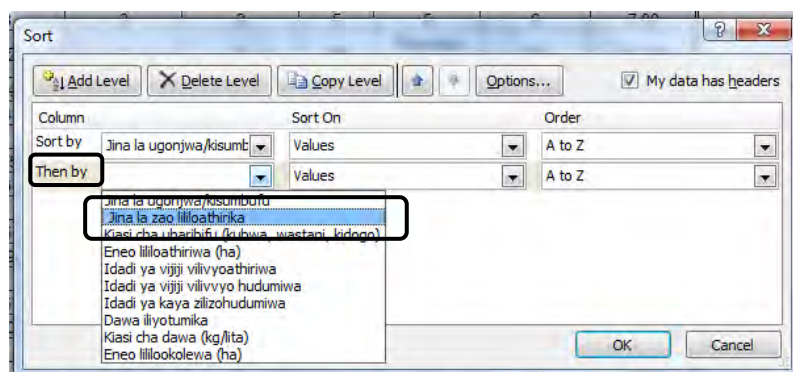 Sort
Add Level Delete Level Copy Level Options... My data has headers
Column Sort On Order
Sort by Jina la ugonjwa/kisumb Values A to Z
Then by Values A to Z
Jina la ugonjwa/kisumbufu
Jina la zao lililoathirika
Kiasi cha uharibifu (kubwa, wastani, kidogo)
Eneo lililoathiriwa (ha)
Idadi ya vijiji vilivyoathiriwa
Idadi ya vijiji vilivvyo hudumiwa
Idadi ya kaya zilizohudumiwa
Dawa iliyotumika
Kiasi cha dawa (kg/lita)
Eneo lililookolewa (ha)
OK Cancel